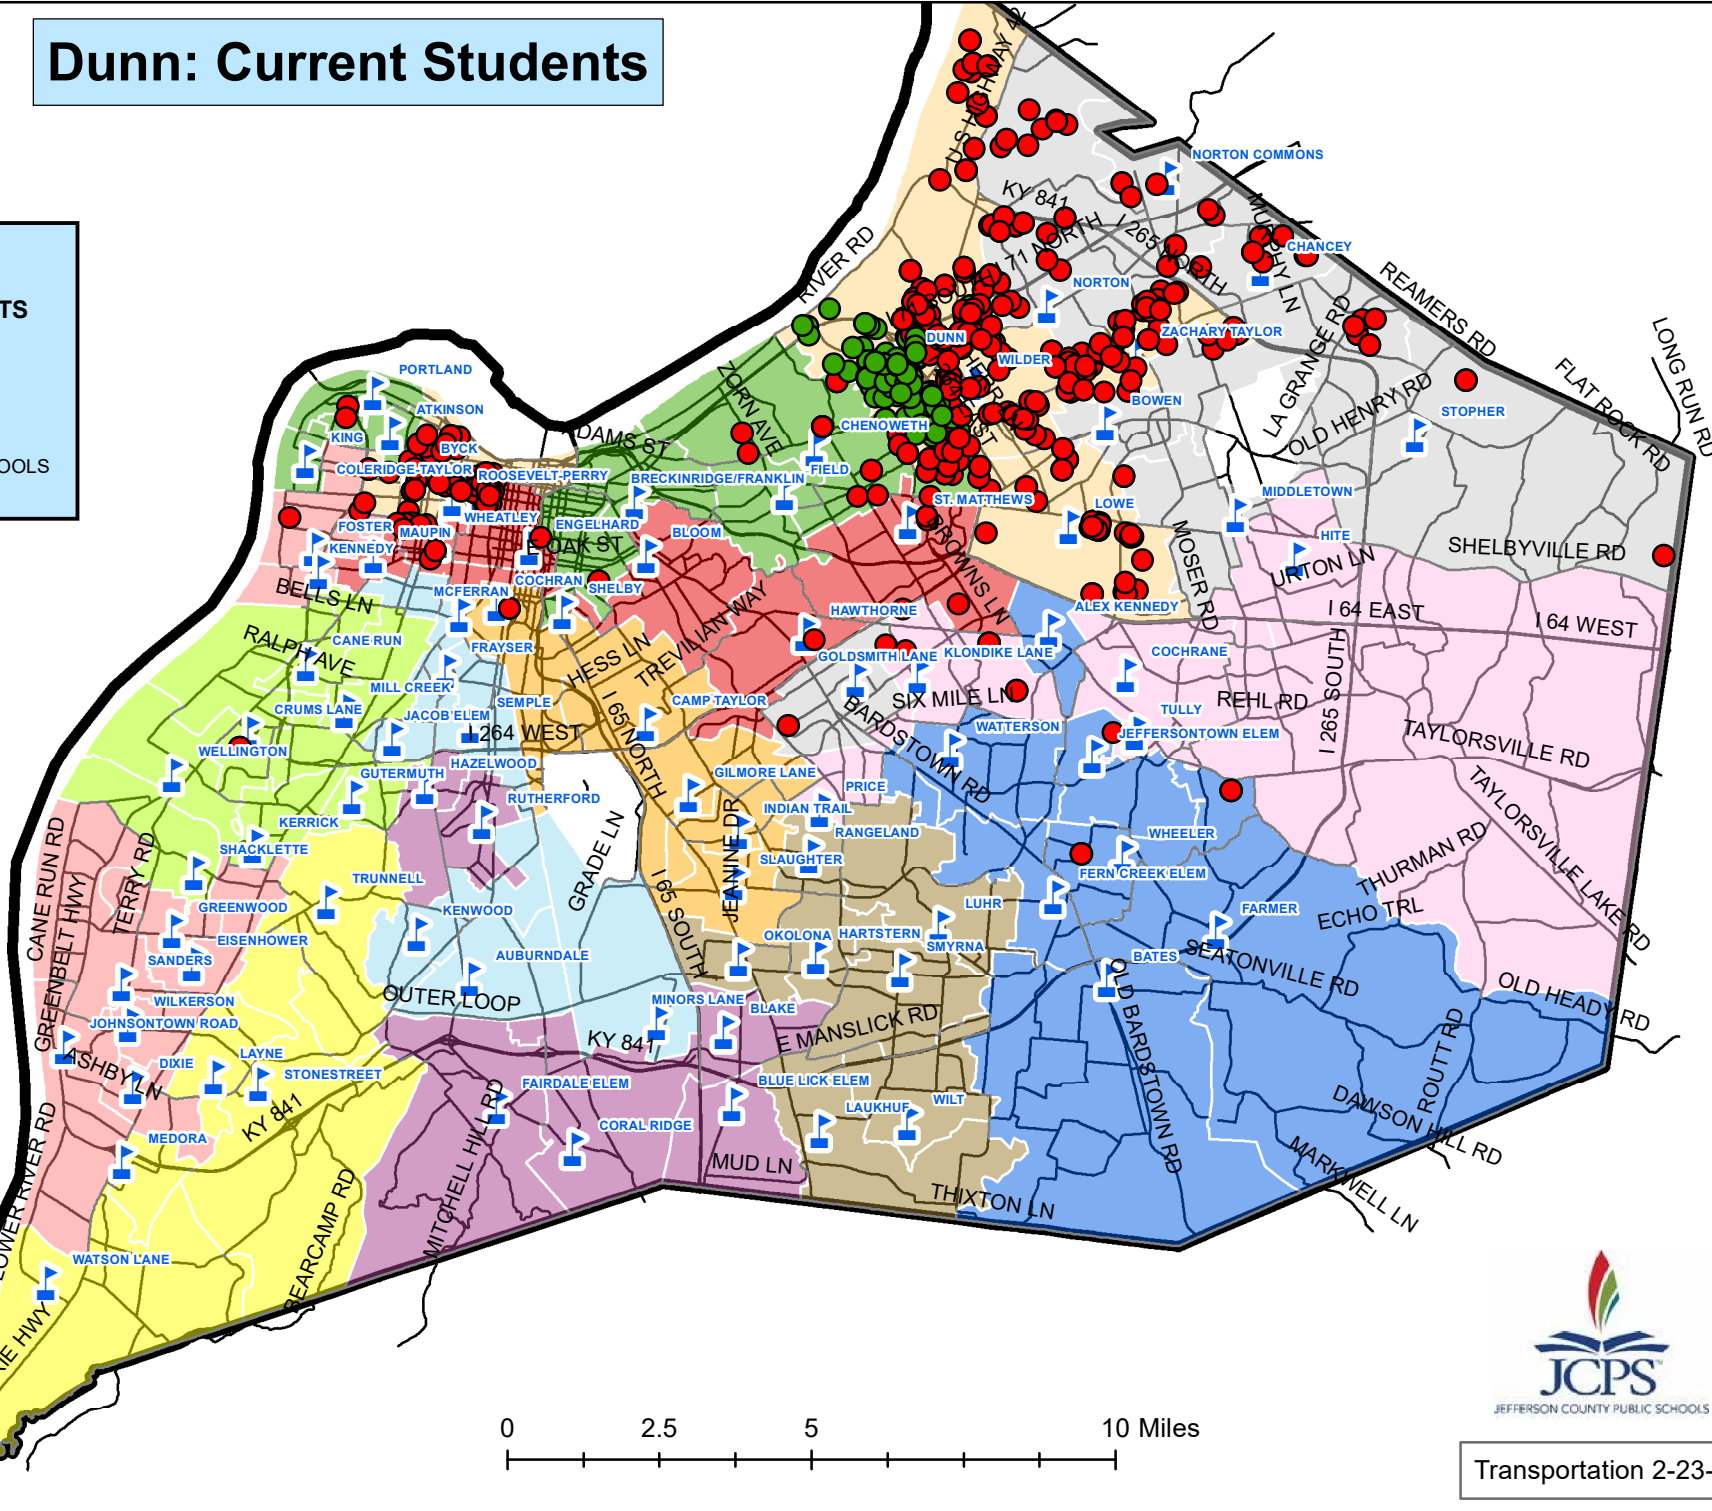 Dunn: Current Students
TS
OOLS
U S HIGHWAY 42
NORTON COMMONS
KY 841
I 265 NORTH
I 71 NORTH
MURPHY LN
CHANCEY
RIVER RD
REAMERS RD
NORTON
I 71 SOUTH
ZACHARY TAYLOR
DUNN
WILDER
LA GRANGE RD
LONG RUN RD
FLAT ROCK RD
PORTLAND
ZORN AVE
OLD HENRY RD
BOWEN
STOPHER
ATKINSON
KING
BYCK
ADAMS ST
CHENOWETH
COLERIDGE-TAYLOR
ROOSEVELT-PERRY
BRECKINRIDGE/FRANKLIN
FIELD
ST. MATTHEWS
LOWE
MIDDLETOWN
FOSTER
WHEATLEY
MAUPIN
ENGELHARD
BLOOM
BROWNS LN
MOSER RD
HITE
KENNEDY
E OAK ST
SHELBYVILLE RD
URTON LN
BELLS LN
COCHRAN
SHELBY
MCFERRAN
TREVILIAN WAY
HAWTHORNE
ALEX KENNEDY
I 64 EAST
I 64 WEST
RALPH AVE
CANE RUN
FRAYSER
HESS LN
GOLDSMITH LANE
KLONDIKE LANE
COCHRANE
MILL CREEK
SEMPLE
CAMP TAYLOR
SIX MILE LN
REHL RD
I 265 SOUTH
CRUMS LANE
JACOB ELEM
I 264 WEST
I 65 NORTH
BARDSTOWN RD
WATTERSON
TULLY
JEFFERSONTOWN ELEM
TAYLORSVILLE RD
WELLINGTON
HAZELWOOD
GUTERMUTH
GILMORE LANE
PRICE
RUTHERFORD
INDIAN TRAIL
RANGELAND
KERRICK
SHACKLETTE
GRADE LN
JEANINE DR
SLAUGHTER
WHEELER
FERN CREEK ELEM
THURMAN RD
TAYLORSVILLE LAKE RD
CANE RUN RD
TERRY RD
TRUNNELL
GREENBELT HWY
GREENWOOD
KENWOOD
I 65 SOUTH
LUHR
FARMER
ECHO TRL
EISENHOWER
OKOLONA
HARTSTERN
SMYRNA
SANDERS
AUBURNDALE
BATES
SEATONVILLE RD
OLD HEADY RD
WILKERSON
OUTER LOOP
MINORS LANE
BLAKE
JOHNSONTOWN ROAD
E MANSLICK RD
OLD BARDSTOWN RD
ROUTT RD
KY 841
ASHBY LN
DIXIE
LAYNE
STONESTREET
FAIRDALE ELEM
BLUE LICK ELEM
LAUKHUF
WILT
DAWSON HILL RD
KY 841
CORAL RIDGE
MEDORA
MITCHELL HILL RD
MUD LN
MARKWELL LN
LOWER RIVER RD
BEARCAMP RD
THIXTON LN
WATSON LANE
IE HWY
0 2.5 5 10 Miles
JCPS
JEFFERSON COUNTY PUBLIC SCHOOLS
Transportation 2-23-